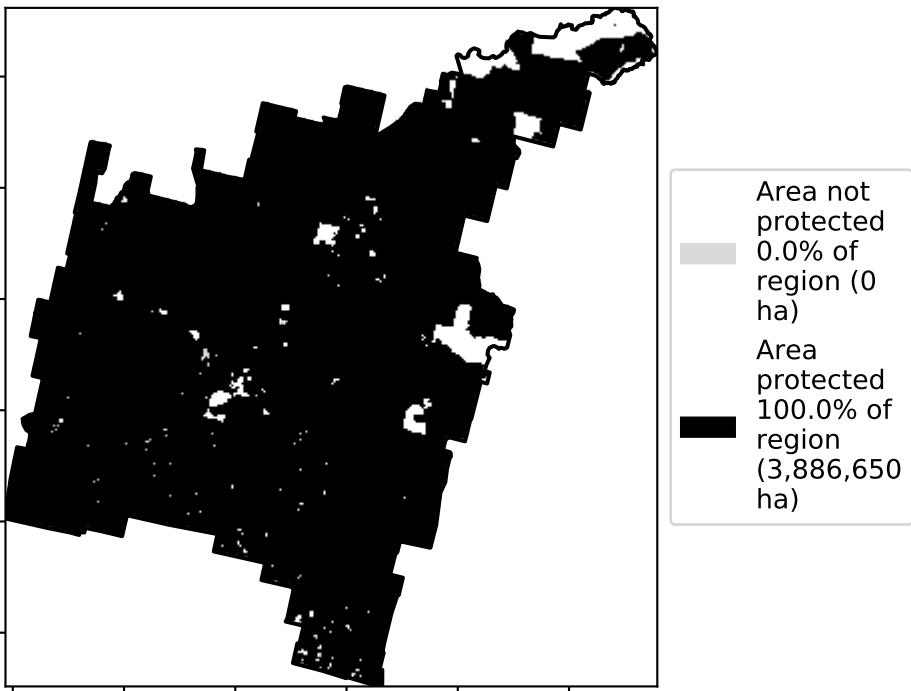 Area not
protected
0.0% of
region (0
ha)
Area
protected
100.0% of
region
(3,886,650
ha)